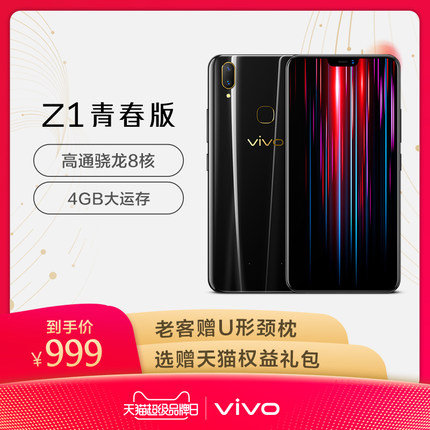 Z1青春版
高通骁龙8核
4GB大运存
vivo
到手价
¥999
老客赠U形颈枕
选赠天猫权益礼包
天猫超级品牌日
vivo